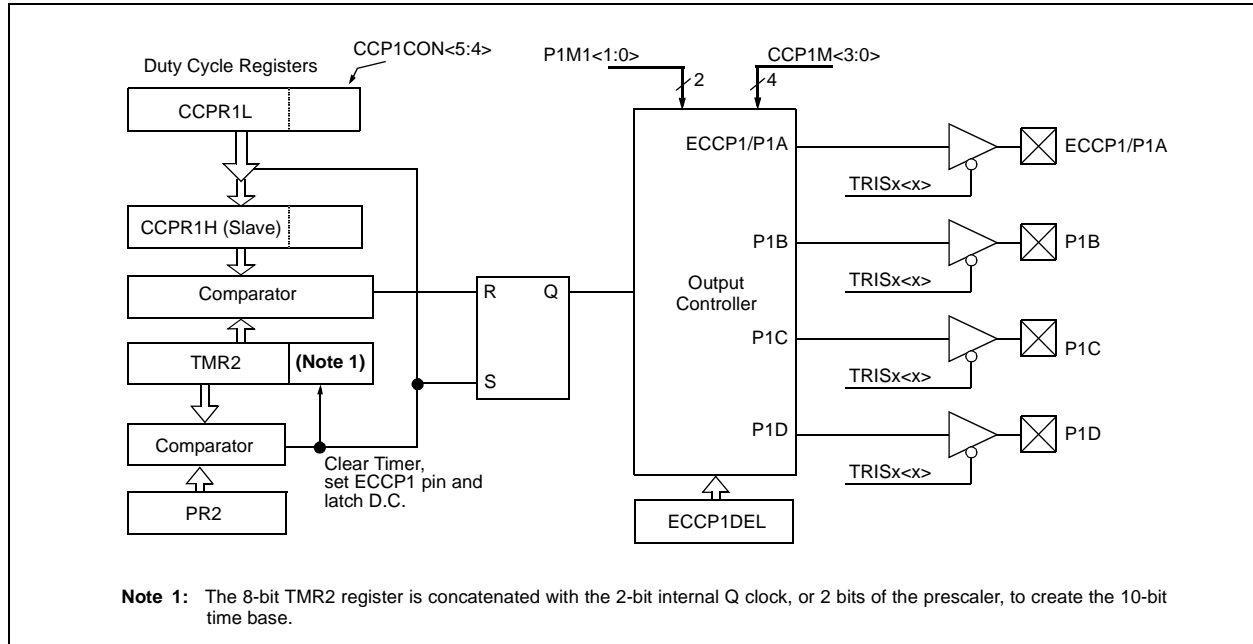 CCP1CON<5:4>
Duty Cycle Registers
CCPR1L
CCPR1H (Slave)
Comparator
TMR2
(Note 1)
Comparator
PR2
Clear Timer,
set ECCP1 pin and
latch D.C.
R
Q
S
P1M1<1:0>
2
CCP1M<3:0>
4
Output
Controller
ECCP1/P1A
P1B
P1C
P1D
ECCP1DEL
TRISx<x>
ECCP1/P1A
TRISx<x>
P1B
TRISx<x>
P1C
TRISx<x>
P1D
Note 1: The 8-bit TMR2 register is concatenated with the 2-bit internal Q clock, or 2 bits of the prescaler, to create the 10-bit
time base.